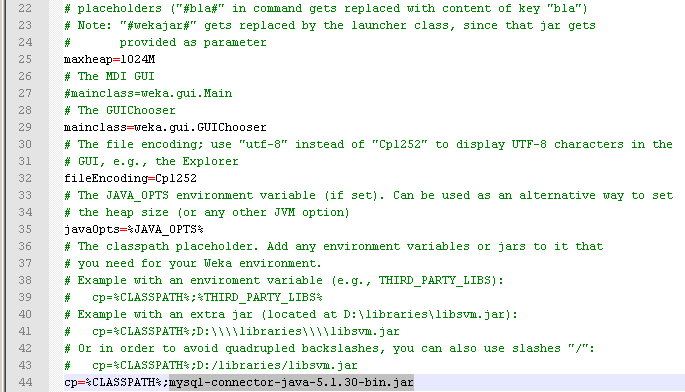 22 # placeholders ("#bla#" in command gets replaced with content of key "bla")
23 # Note: "#wekajar#" gets replaced by the launcher class, since that jar gets
24 #       provided as parameter
25 maxheap=1024M
26 # The MDI GUI
27 #mainclass=weka.gui.Main
28 # The GUIChooser
29 mainclass=weka.gui.GUIChooser
30 # The file encoding; use "utf-8" instead of "Cp1252" to display UTF-8 characters in the
31 # GUI, e.g., the Explorer
32 fileEncoding=Cp1252
33 # The JAVA_OPTS environment variable (if set). Can be used as an alternative way to set
34 # the heap size (or any other JVM option)
35 javaOpts=%JAVA_OPTS%
36 # The classpath placeholder. Add any environment variables or jars to it that
37 # you need for your Weka environment.
38 # Example with an enviroment variable (e.g., THIRD_PARTY_LIBS):
39 #   cp=%CLASSPATH%;%THIRD_PARTY_LIBS%
40 # Example with an extra jar (located at D:\libraries\libsvm.jar):
41 #   cp=%CLASSPATH%;D:\\\\libraries\\\\libsvm.jar
42 # Or in order to avoid quadrupled backslashes, you can also use slashes "/":
43 #   cp=%CLASSPATH%;D:/libraries/libsvm.jar
44 cp=%CLASSPATH%;mysql-connector-java-5.1.30-bin.jar